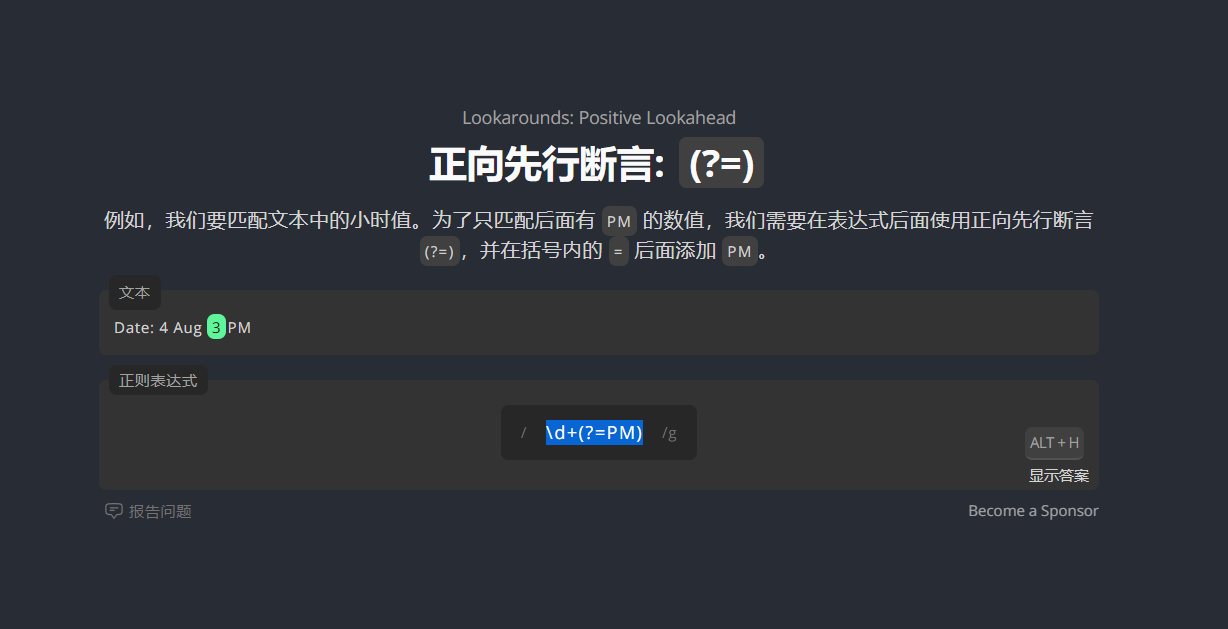 Lookarounds: Positive Lookahead
正向先行断言: (?=)
例如，我们要匹配文本中的小时值。为了只匹配后面有 PM 的数值，我们需要在表达式后面使用正向先行断言
(?=)，并在括号内的 = 后面添加 PM。
文本
Date: 4 Aug 3PM
正则表达式
/ \d+(?=PM) /g
ALT + H
显示答案
报告问题
Become a Sponsor